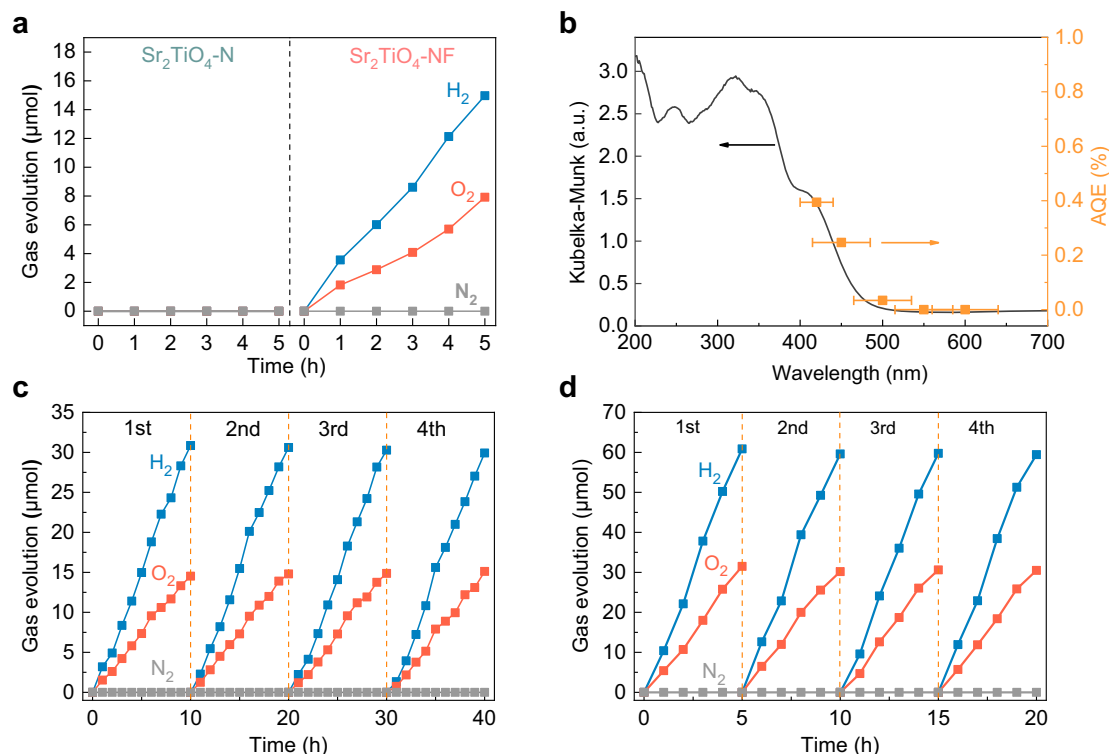 a
Sr2TiO4-N
Sr2TiO4-NF
H2
O2
N2
Gas evolution (µmol)
18
16
14
12
10
8
6
4
2
0
0 1 2 3 4 5 0 1 2 3 4 5
Time (h)
b
Kubelka-Munk (a.u.)
3.0
2.5
2.0
1.5
1.0
0.5
0.0
200 300 400 500 600 700
Wavelength (nm)
1.0
0.8
0.6
0.4
0.2
0.0
AQE (%)
c
1st 2nd 3rd 4th
H2
O2
N2
Gas evolution (µmol)
35
30
25
20
15
10
5
0
0 10 20 30 40
Time (h)
d
1st 2nd 3rd 4th
H2
O2
N2
Gas evolution (µmol)
70
60
50
40
30
20
10
0
0 5 10 15 20
Time (h)